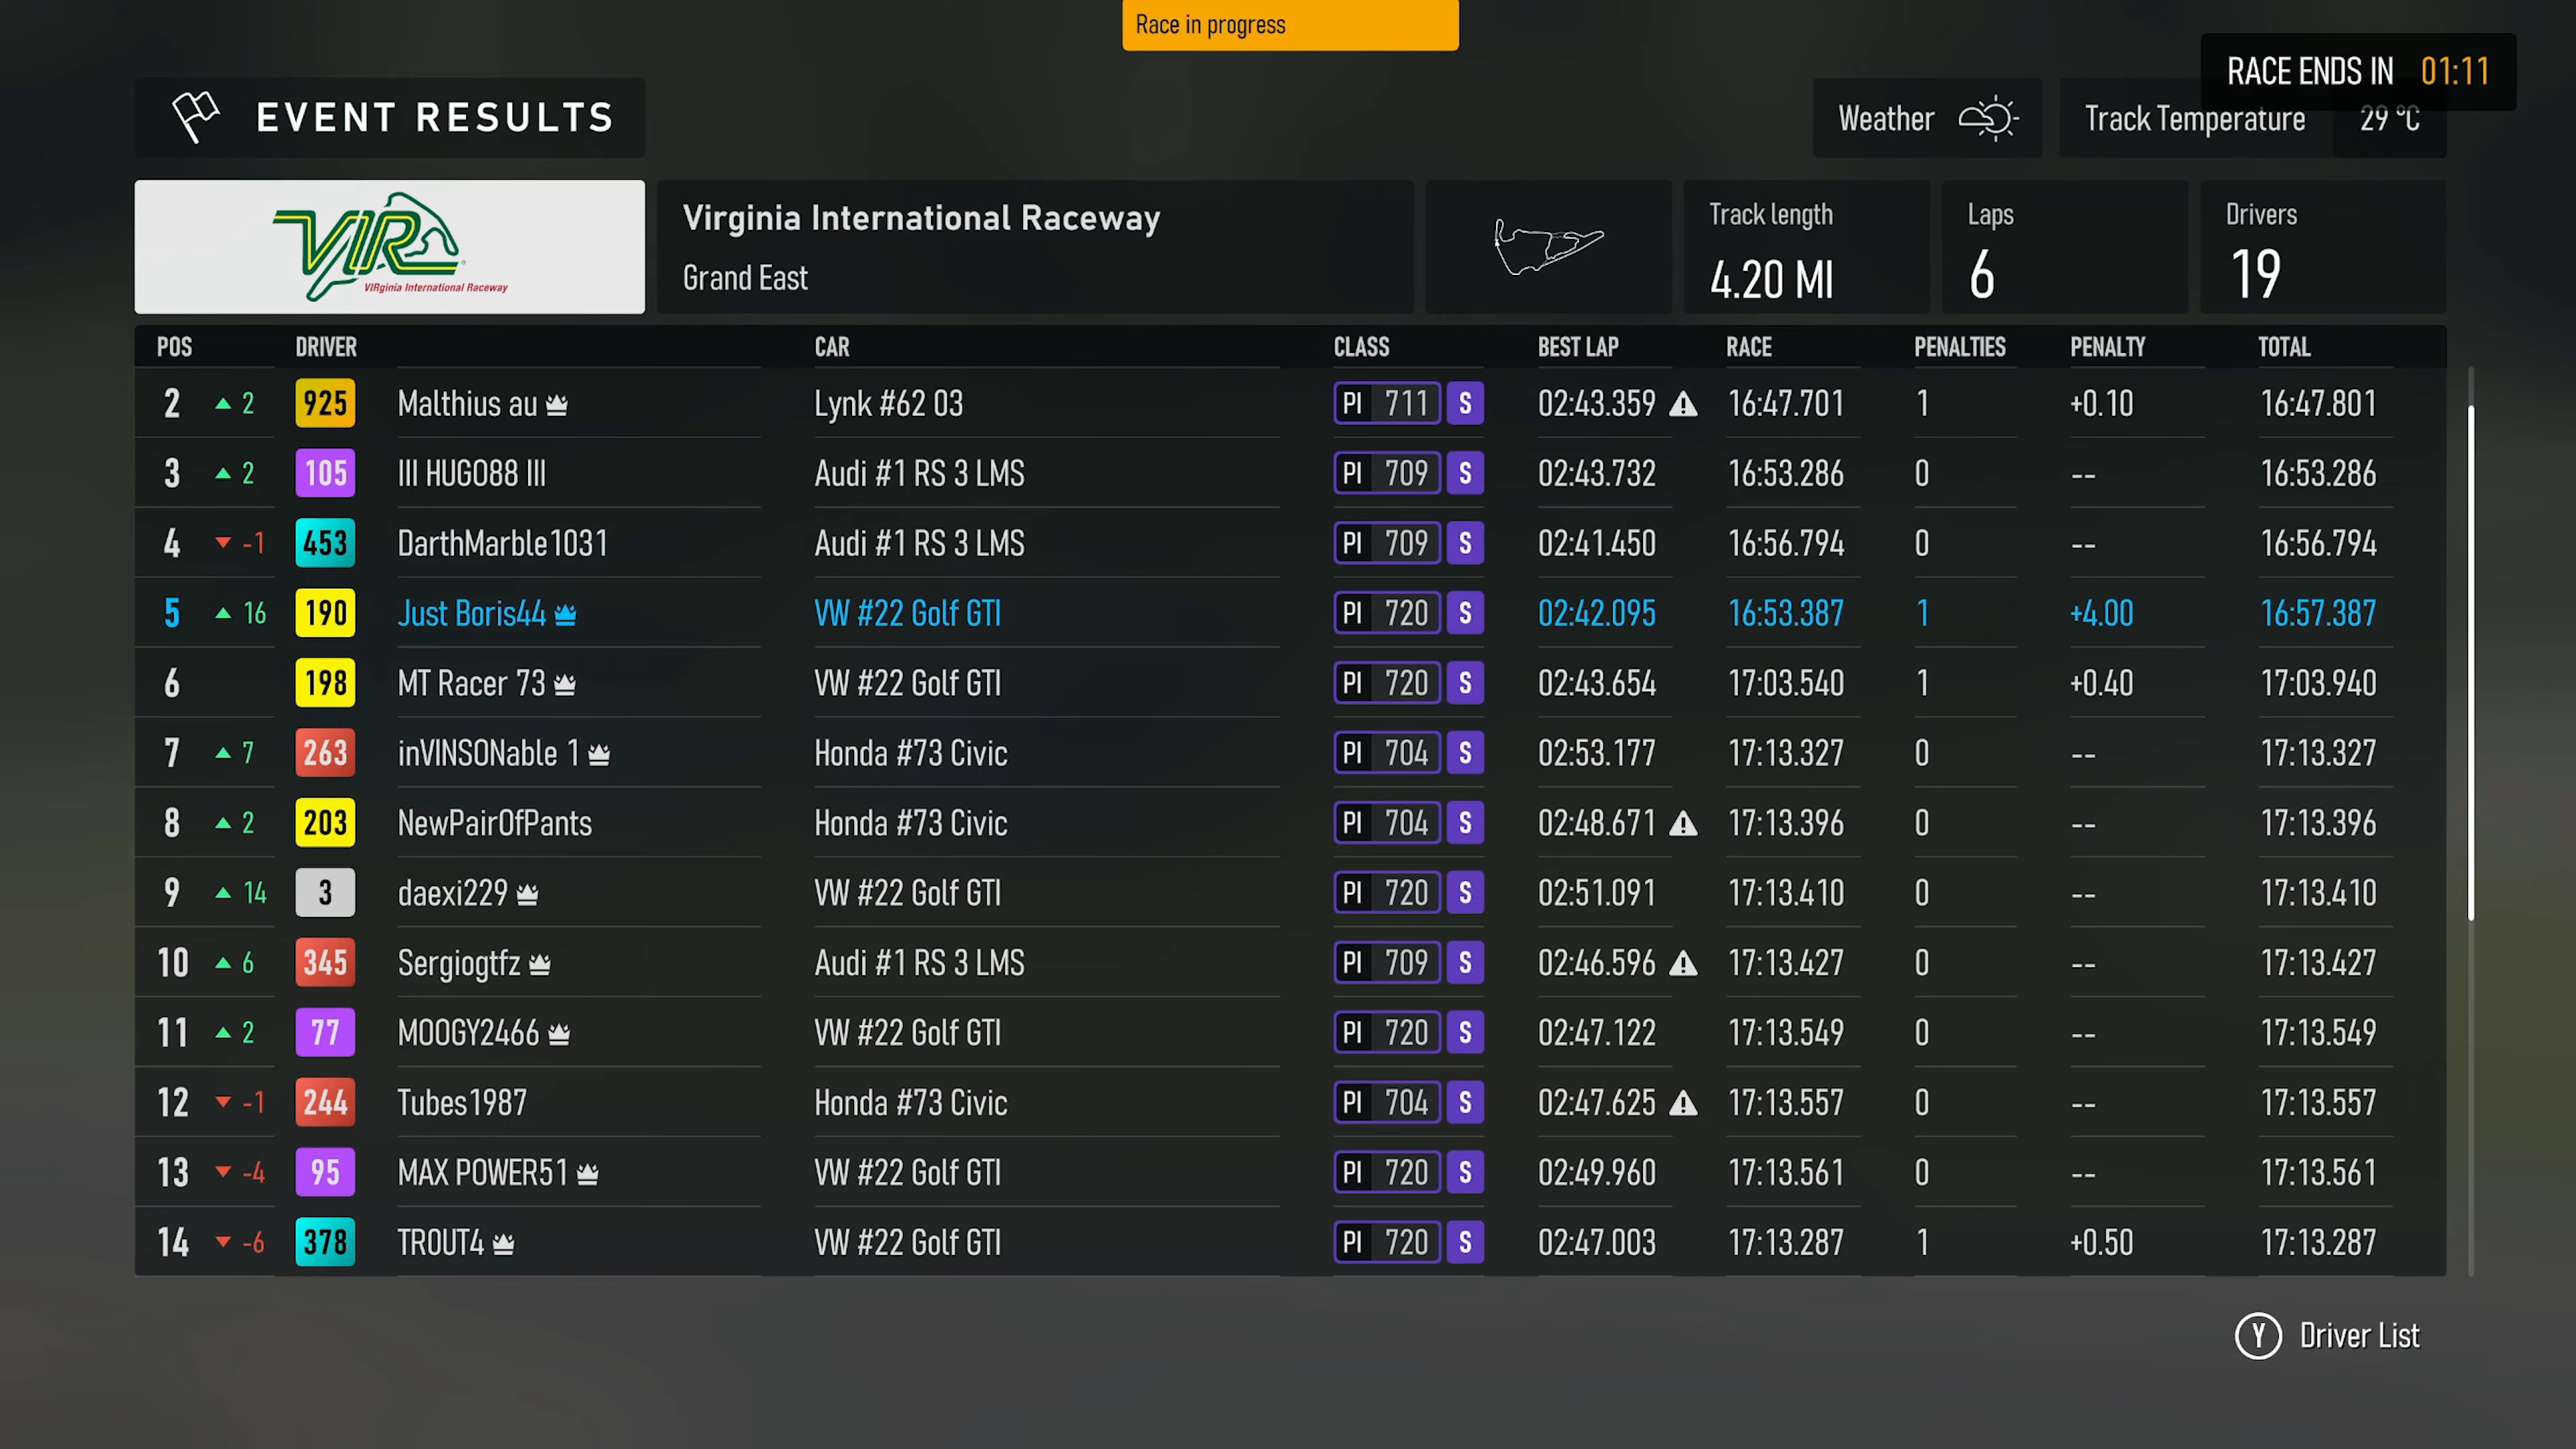 Race in progress
RACE ENDS IN 01:11
EVENT RESULTS
Weather
Track Temperature 29 °C
VIR
VIRginia International Raceway
Virginia International Raceway
Grand East
Track length
4.20 MI
Laps
6
Drivers
19
POS DRIVER CAR CLASS BEST LAP RACE PENALTIES PENALTY TOTAL
2 2 925 Malthius au Lynk #62 03 PI 711 S 02:43.359 16:47.701 1 +0.10 16:47.801
3 2 105 III HUGO88 III Audi #1 RS 3 LMS PI 709 S 02:43.732 16:53.286 0 -- 16:53.286
4 -1 453 DarthMarble1031 Audi #1 RS 3 LMS PI 709 S 02:41.450 16:56.794 0 -- 16:56.794
5 16 190 Just Boris44 VW #22 Golf GTI PI 720 S 02:42.095 16:53.387 1 +4.00 16:57.387
6 198 MT Racer 73 VW #22 Golf GTI PI 720 S 02:43.654 17:03.540 1 +0.40 17:03.940
7 7 263 inVINSONable 1 Honda #73 Civic PI 704 S 02:53.177 17:13.327 0 -- 17:13.327
8 2 203 NewPairOfPants Honda #73 Civic PI 704 S 02:48.671 17:13.396 0 -- 17:13.396
9 14 3 daexi229 VW #22 Golf GTI PI 720 S 02:51.091 17:13.410 0 -- 17:13.410
10 6 345 Sergiogtfz Audi #1 RS 3 LMS PI 709 S 02:46.596 17:13.427 0 -- 17:13.427
11 2 77 MOOGY2466 VW #22 Golf GTI PI 720 S 02:47.122 17:13.549 0 -- 17:13.549
12 -1 244 Tubes1987 Honda #73 Civic PI 704 S 02:47.625 17:13.557 0 -- 17:13.557
13 -4 95 MAX POWER51 VW #22 Golf GTI PI 720 S 02:49.960 17:13.561 0 -- 17:13.561
14 -6 378 TROUT4 VW #22 Golf GTI PI 720 S 02:47.003 17:13.287 1 +0.50 17:13.287
Y Driver List